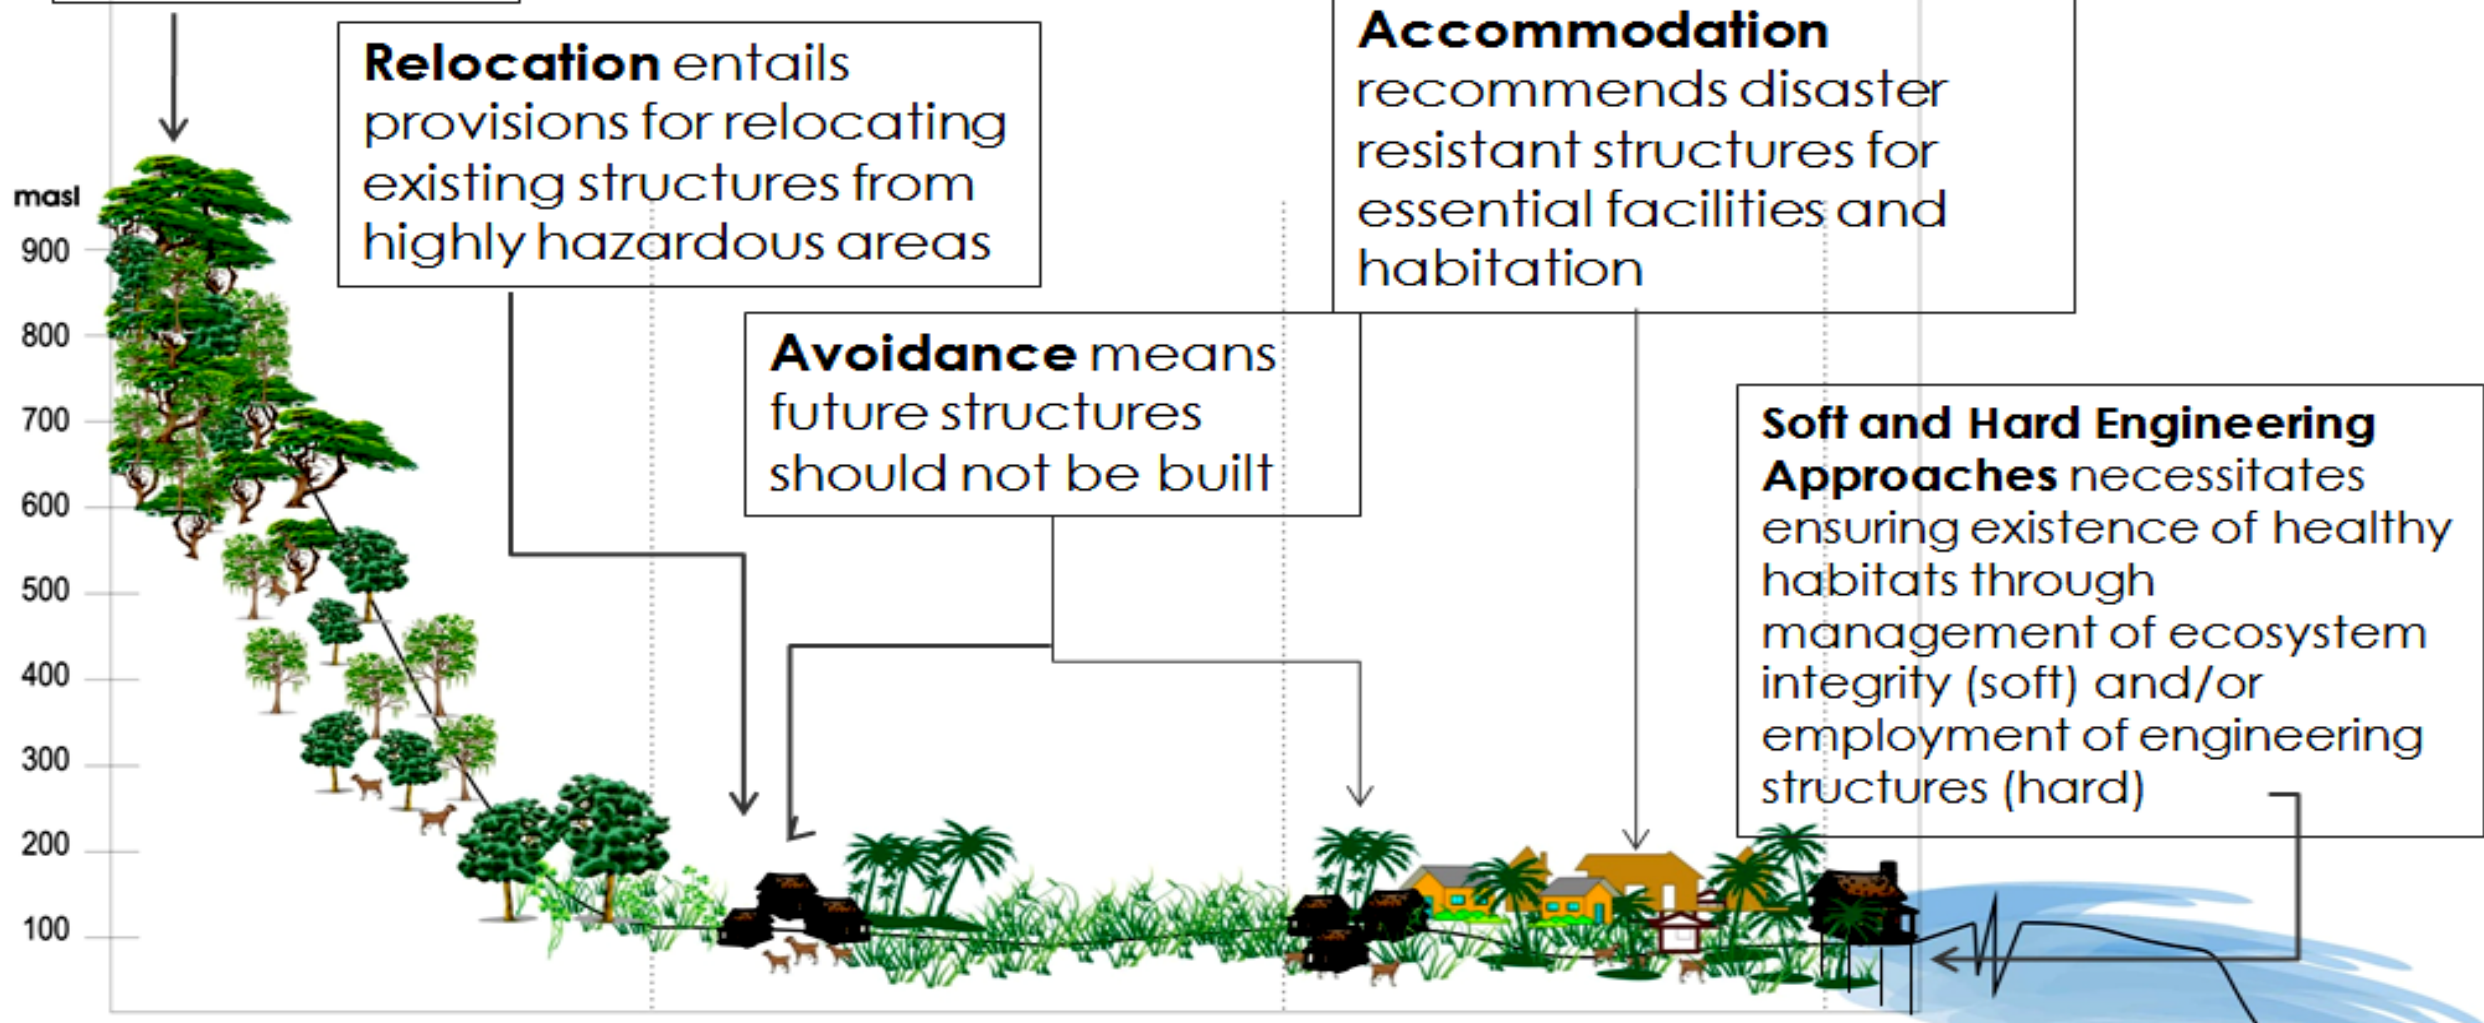 Relocation entails
provisions for relocating
existing structures from
highly hazardous areas
Accommodation
recommends disaster
resistant structures for
essential facilities and
habitation
Avoidance means
future structures
should not be built
Soft and Hard Engineering
Approaches necessitates
ensuring existence of healthy
habitats through
management of ecosystem
integrity (soft) and/or
employment of engineering
structures (hard)
masl
900
800
700
600
500
400
300
200
100